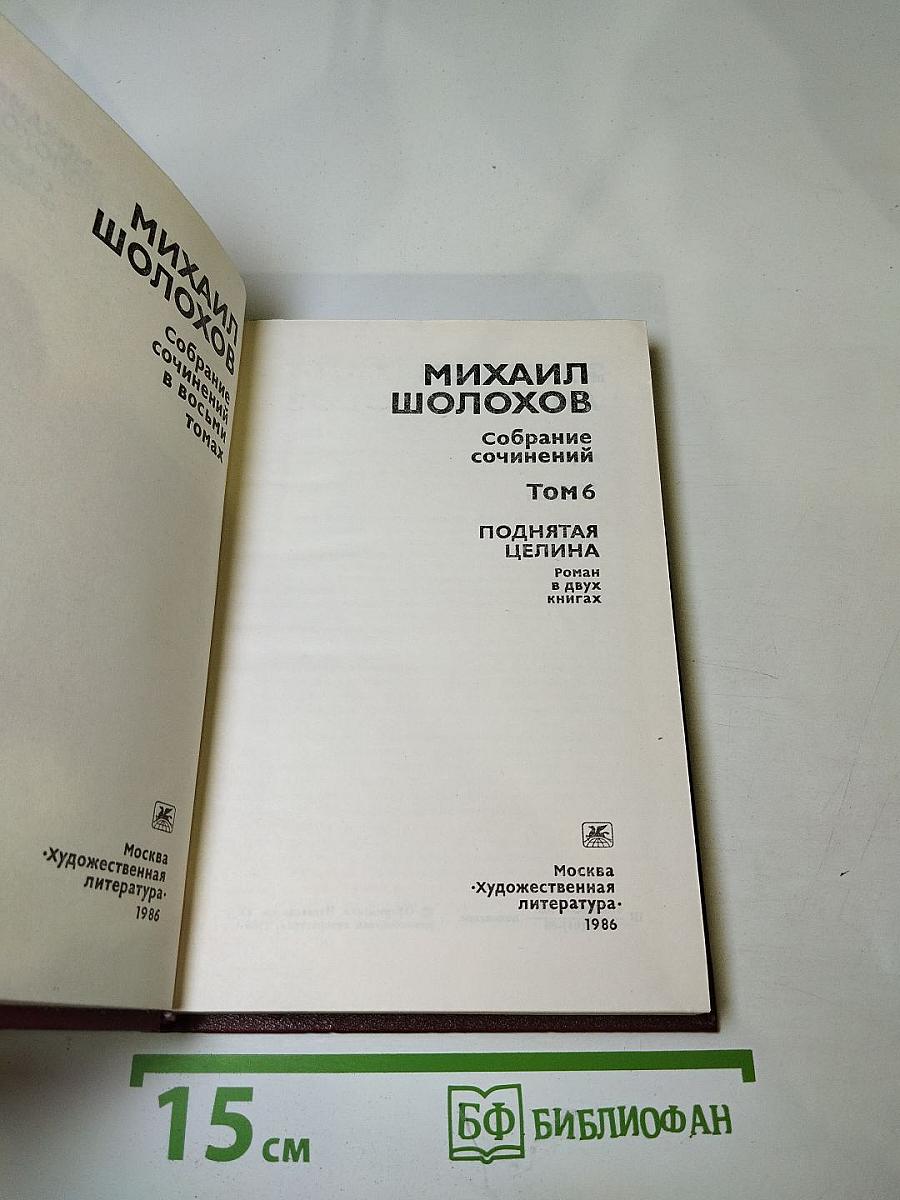 МИХАИЛ
ШОЛОХОВ
Собрание
сочинений
в восьми
томах
Москва
·Художественная
литература·
1986
МИХАИЛ
ШОЛОХОВ
Собрание
сочинений
Том 6
ПОДНЯТАЯ
ЦЕЛИНА
Роман
в двух
книгах
Москва
·Художественная
литература·
1986
15 см
БФ БИБЛИОФАН